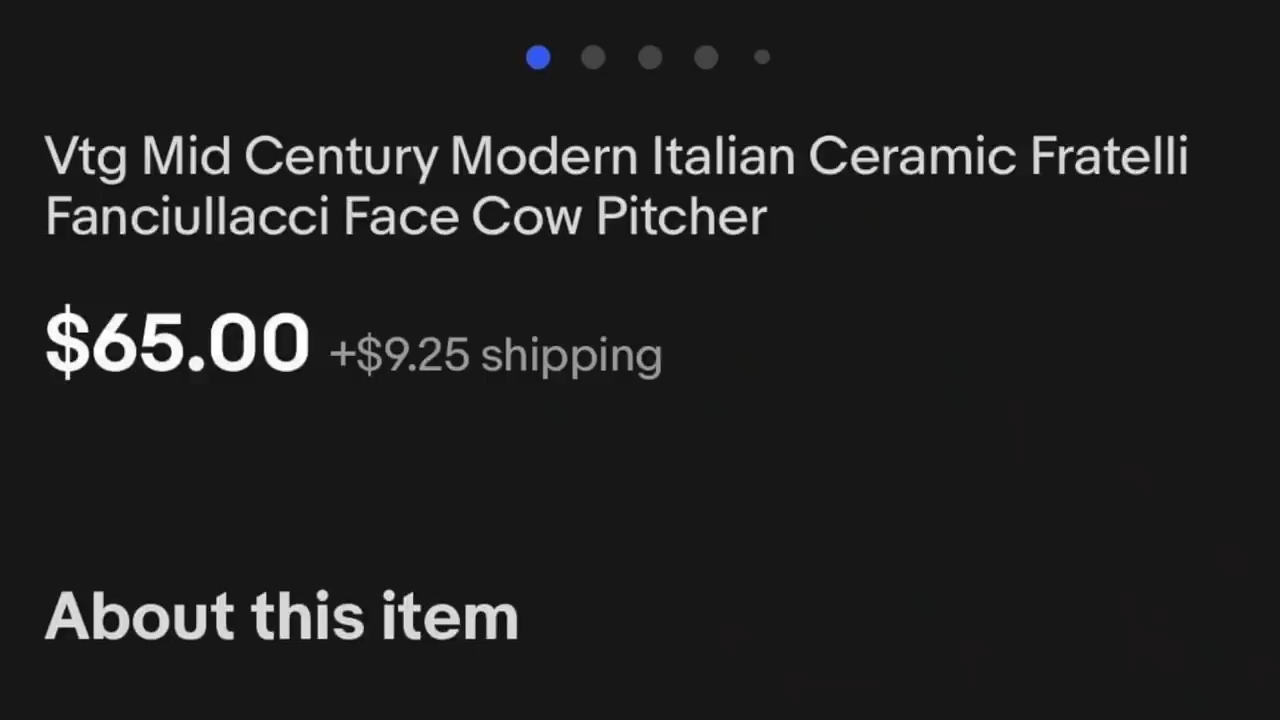 Vtg Mid Century Modern Italian Ceramic Fratelli
Fanciullacci Face Cow Pitcher
$65.00 +$9.25 shipping
About this item